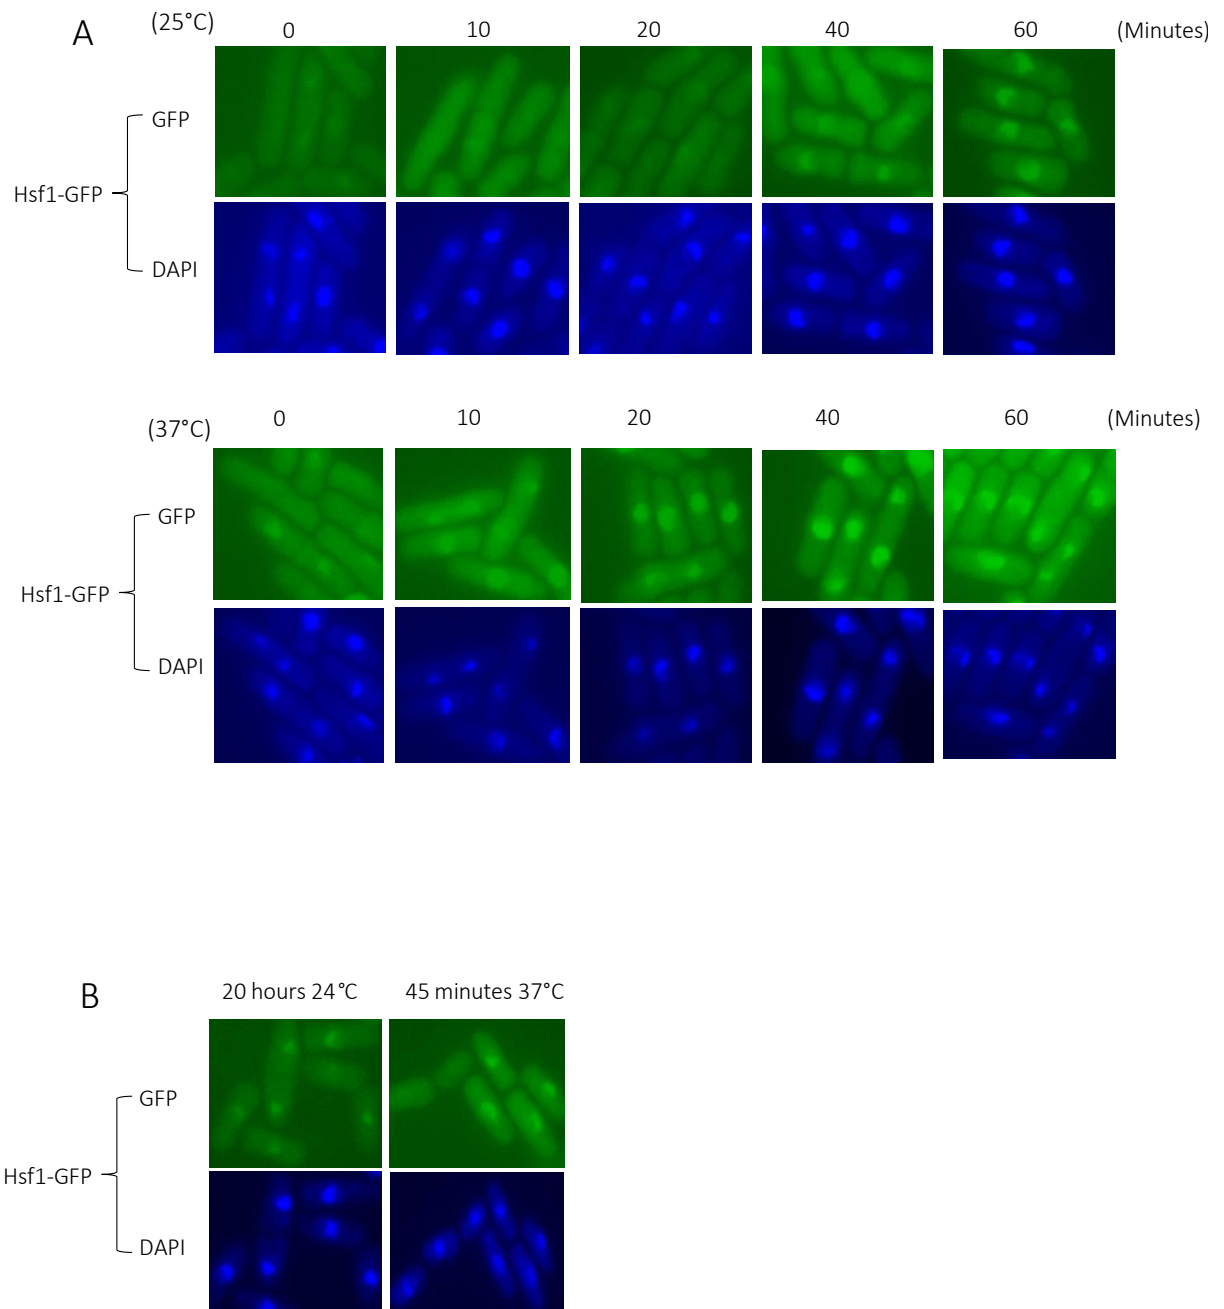 A
(25°C)
0
10
20
40
60
(Minutes)
GFP
Hsf1-GFP
DAPI
(37°C)
0
10
20
40
60
(Minutes)
GFP
Hsf1-GFP
DAPI
B
20 hours 24°C
45 minutes 37°C
GFP
Hsf1-GFP
DAPI